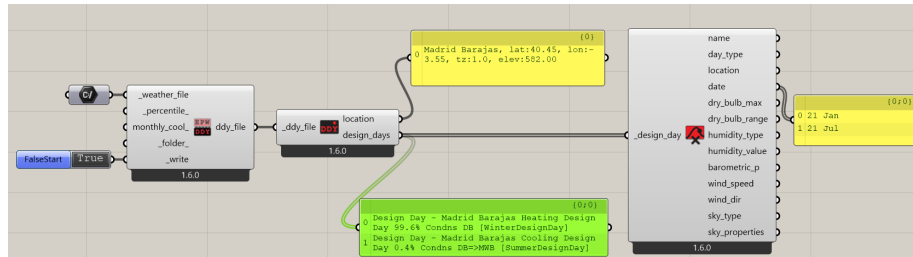 C/
_weather_file
_percentile_
monthly_cool_
_folder_
_write
EPW
DDY
ddy_file
1.6.0
FalseStart
True
_ddy_file
DDY
location
design_days
1.6.0
{0}
0 Madrid Barajas, lat:40.45, lon:-
3.55, tz:1.0, elev:582.00
{0;0}
0 Design Day - Madrid Barajas Heating Design
Day 99.6% Condns DB [WinterDesignDay]
1 Design Day - Madrid Barajas Cooling Design
Day 0.4% Condns DB=>MWB [SummerDesignDay]
_design_day
name
day_type
location
date
dry_bulb_max
dry_bulb_range
humidity_type
humidity_value
barometric_p
wind_speed
wind_dir
sky_type
sky_properties
1.6.0
{0;0}
0 21 Jan
1 21 Jul